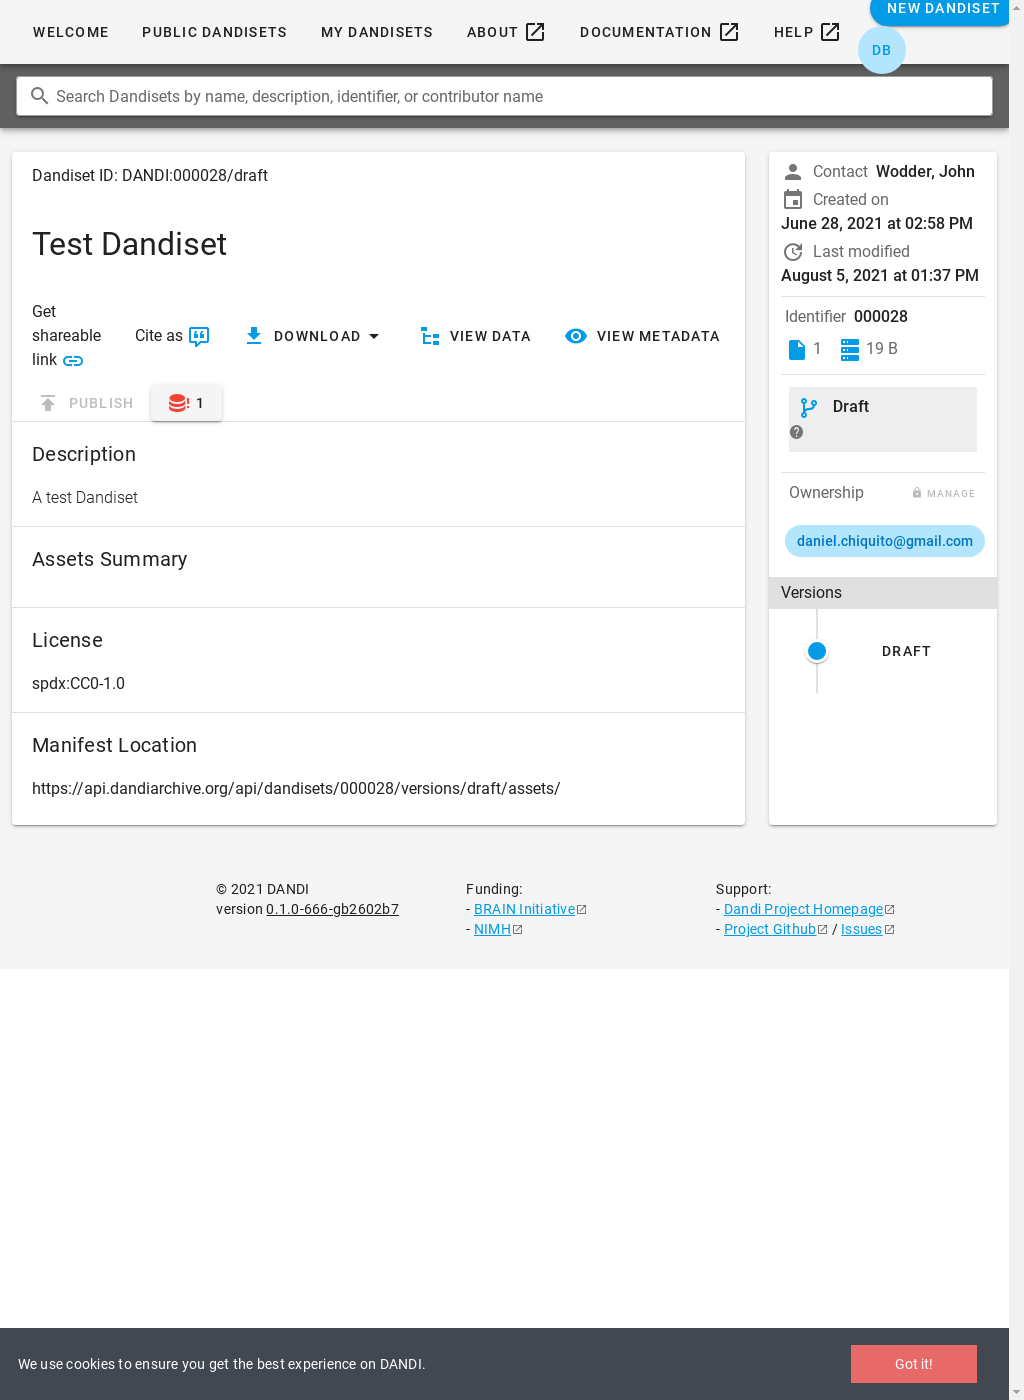 WELCOME
PUBLIC DANDISETS
MY DANDISETS
ABOUT
DOCUMENTATION
HELP
NEW DANDISET
DB
Search Dandisets by name, description, identifier, or contributor name
Dandiset ID: DANDI:000028/draft
Test Dandiset
Get
shareable
link
Cite as
DOWNLOAD
VIEW DATA
VIEW METADATA
PUBLISH
1
Description
A test Dandiset
Assets Summary
License
spdx:CC0-1.0
Manifest Location
https://api.dandiarchive.org/api/dandisets/000028/versions/draft/assets/
Contact Wodder, John
Created on
June 28, 2021 at 02:58 PM
Last modified
August 5, 2021 at 01:37 PM
Identifier 000028
1 19 B
Draft
Ownership
MANAGE
daniel.chiquito@gmail.com
Versions
DRAFT
© 2021 DANDI
version 0.1.0-666-gb2602b7
Funding:
- BRAIN Initiative
- NIMH
Support:
- Dandi Project Homepage
- Project Github / Issues
We use cookies to ensure you get the best experience on DANDI.
Got it!